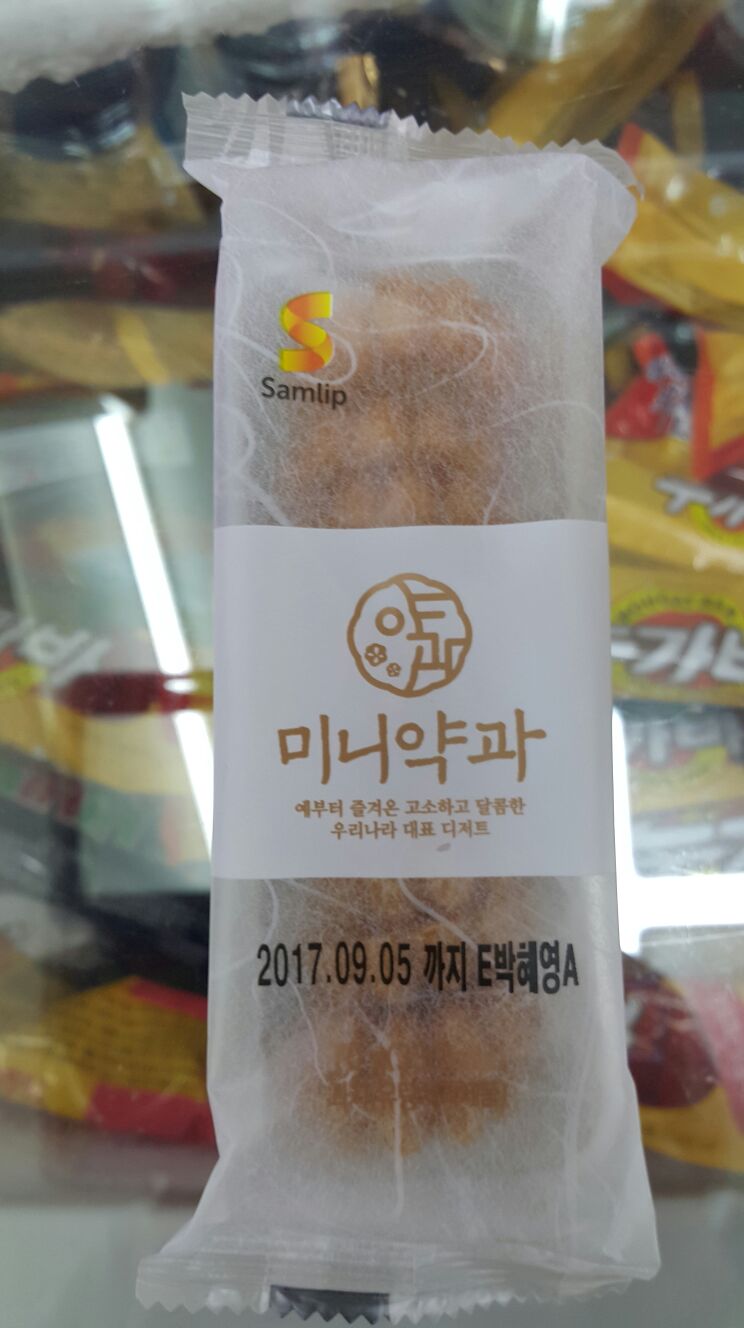 Samlip
약과
미니약과
예부터 즐겨온 고소하고 달콤한
우리나라 대표 디저트
2017.09.05 까지 E박혜영A